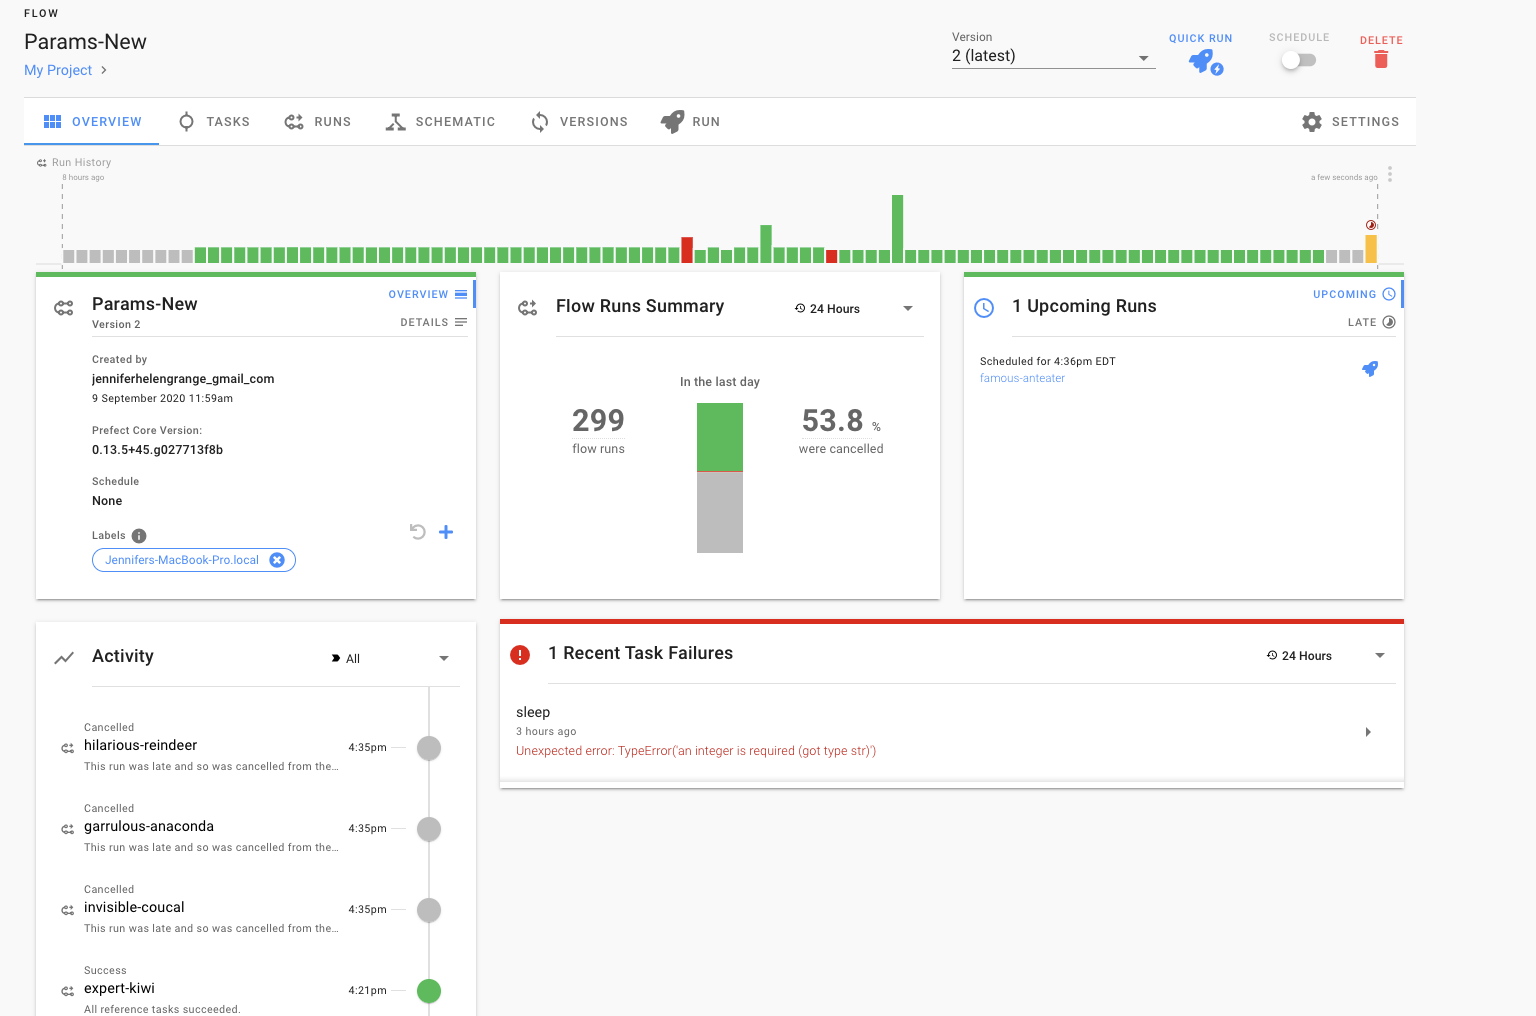 FLOW
Params-New
My Project
Version
2 (latest)
QUICK RUN
SCHEDULE
DELETE
OVERVIEW
TASKS
RUNS
SCHEMATIC
VERSIONS
RUN
SETTINGS
Run History
8 hours ago
a few seconds ago
Params-New
Version 2
OVERVIEW
DETAILS
Created by
jenniferhelengrange_gmail_com
9 September 2020 11:59am
Prefect Core Version:
0.13.5+45.g027713f8b
Schedule
None
Labels
Jennifers-MacBook-Pro.local
Flow Runs Summary
24 Hours
In the last day
299
flow runs
53.8 %
were cancelled
1 Upcoming Runs
UPCOMING
LATE
Scheduled for 4:36pm EDT
famous-anteater
Activity
All
Cancelled
hilarious-reindeer
4:35pm
This run was late and so was cancelled from the…
Cancelled
garrulous-anaconda
4:35pm
This run was late and so was cancelled from the…
Cancelled
invisible-coucal
4:35pm
This run was late and so was cancelled from the…
Success
expert-kiwi
4:21pm
All reference tasks succeeded.
1 Recent Task Failures
24 Hours
sleep
3 hours ago
Unexpected error: TypeError('an integer is required (got type str)')